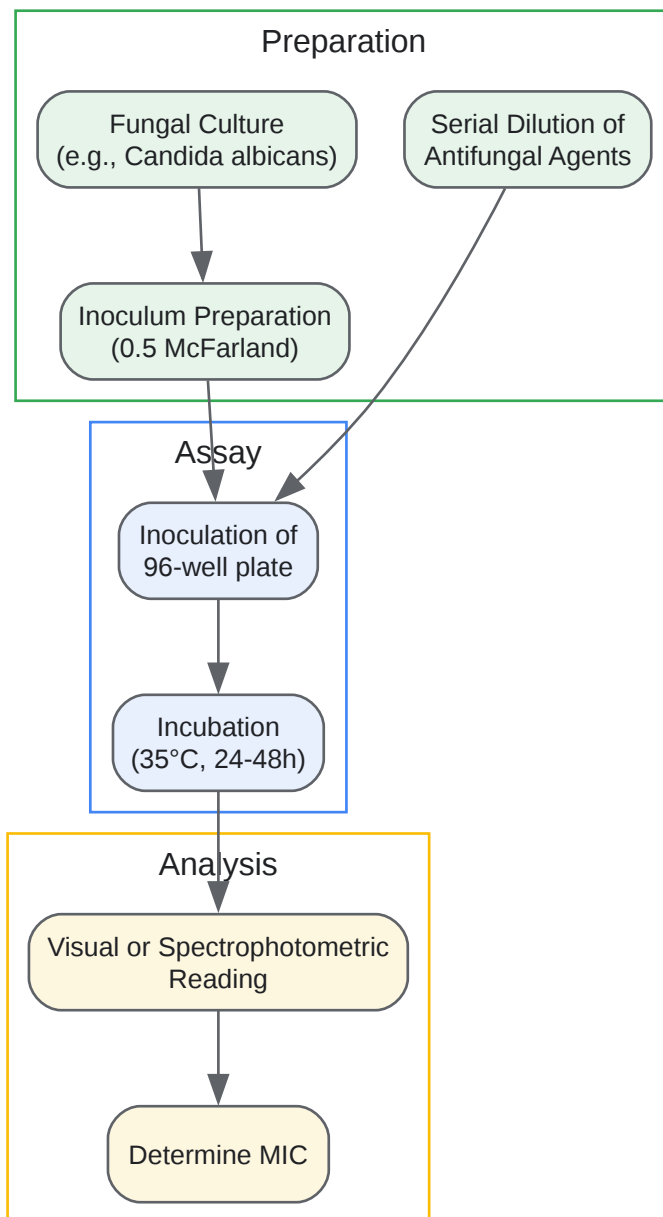 Preparation
Fungal Culture
(e.g., Candida albicans)
Serial Dilution of
Antifungal Agents
Inoculum Preparation
(0.5 McFarland)
Assay
Inoculation of
96-well plate
Incubation
(35°C, 24-48h)
Analysis
Visual or Spectrophotometric
Reading
Determine MIC